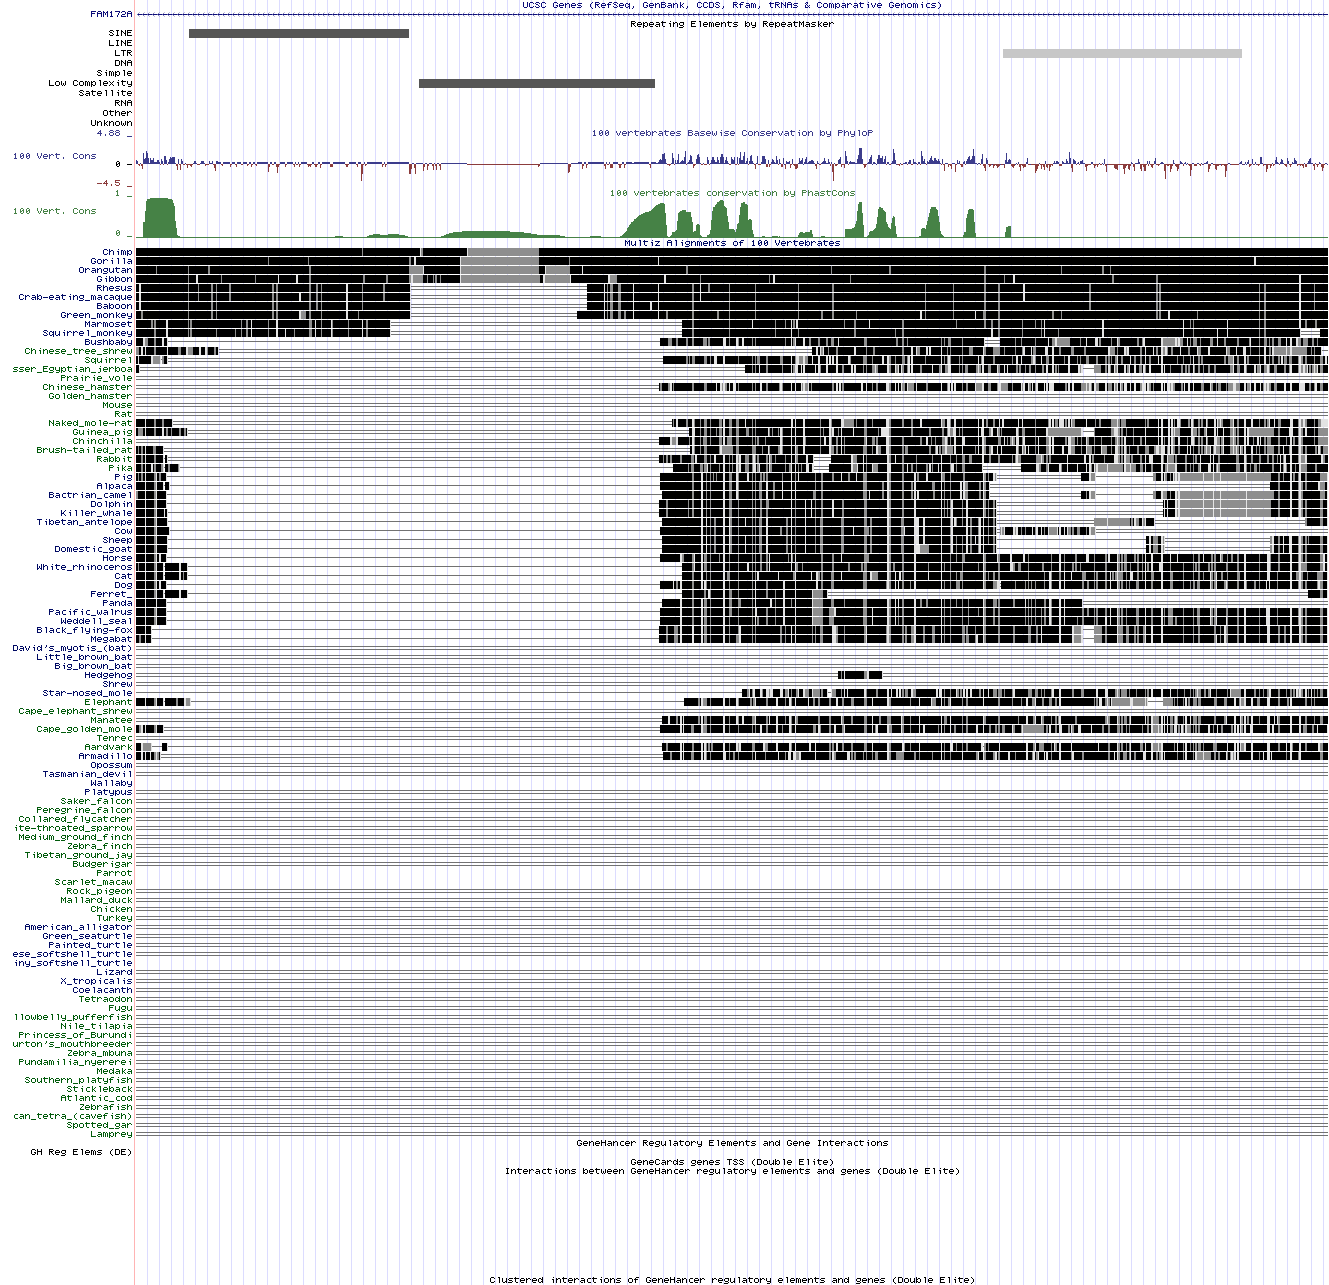 UCSC Genes (RefSeq, GenBank, CCDS, Rfam, tRNAs & Comparative Genomics)
FAM172A
Repeating Elements by RepeatMasker
SINE
LINE
LTR
DNA
Simple
Low Complexity
Satellite
RNA
Other
Unknown
4.88 _
100 vertebrates Basewise Conservation by PhyloP
100 Vert. Cons
0 _
-4.5 _
100 vertebrates conservation by PhastCons
1 _
100 Vert. Cons
0 _
Multiz Alignments of 100 Vertebrates
Chimp
Gorilla
Orangutan
Gibbon
Rhesus
Crab-eating_macaque
Baboon
Green_monkey
Marmoset
Squirrel_monkey
Bushbaby
Chinese_tree_shrew
Squirrel
sser_Egyptian_jerboa
Prairie_vole
Chinese_hamster
Golden_hamster
Mouse
Rat
Naked_mole-rat
Guinea_pig
Chinchilla
Brush-tailed_rat
Rabbit
Pika
Pig
Alpaca
Bactrian_camel
Dolphin
Killer_whale
Tibetan_antelope
Cow
Sheep
Domestic_goat
Horse
White_rhinoceros
Cat
Dog
Ferret_
Panda
Pacific_walrus
Weddell_seal
Black_flying-fox
Megabat
David's_myotis_(bat)
Little_brown_bat
Big_brown_bat
Hedgehog
Shrew
Star-nosed_mole
Elephant
Cape_elephant_shrew
Manatee
Cape_golden_mole
Tenrec
Aardvark
Armadillo
Opossum
Tasmanian_devil
Wallaby
Platypus
Saker_falcon
Peregrine_falcon
Collared_flycatcher
ite-throated_sparrow
Medium_ground_finch
Zebra_finch
Tibetan_ground_jay
Budgerigar
Parrot
Scarlet_macaw
Rock_pigeon
Mallard_duck
Chicken
Turkey
American_alligator
Green_seaturtle
Painted_turtle
ese_softshell_turtle
iny_softshell_turtle
Lizard
X_tropicalis
Coelacanth
Tetraodon
Fugu
llowbelly_pufferfish
Nile_tilapia
Princess_of_Burundi
urton's_mouthbreeder
Zebra_mbuna
Pundamilia_nyererei
Medaka
Southern_platyfish
Stickleback
Atlantic_cod
Zebrafish
can_tetra_(cavefish)
Spotted_gar
Lamprey
GeneHancer Regulatory Elements and Gene Interactions
GH Reg Elems (DE)
GeneCards genes TSS (Double Elite)
Interactions between GeneHancer regulatory elements and genes (Double Elite)
Clustered interactions of GeneHancer regulatory elements and genes (Double Elite)